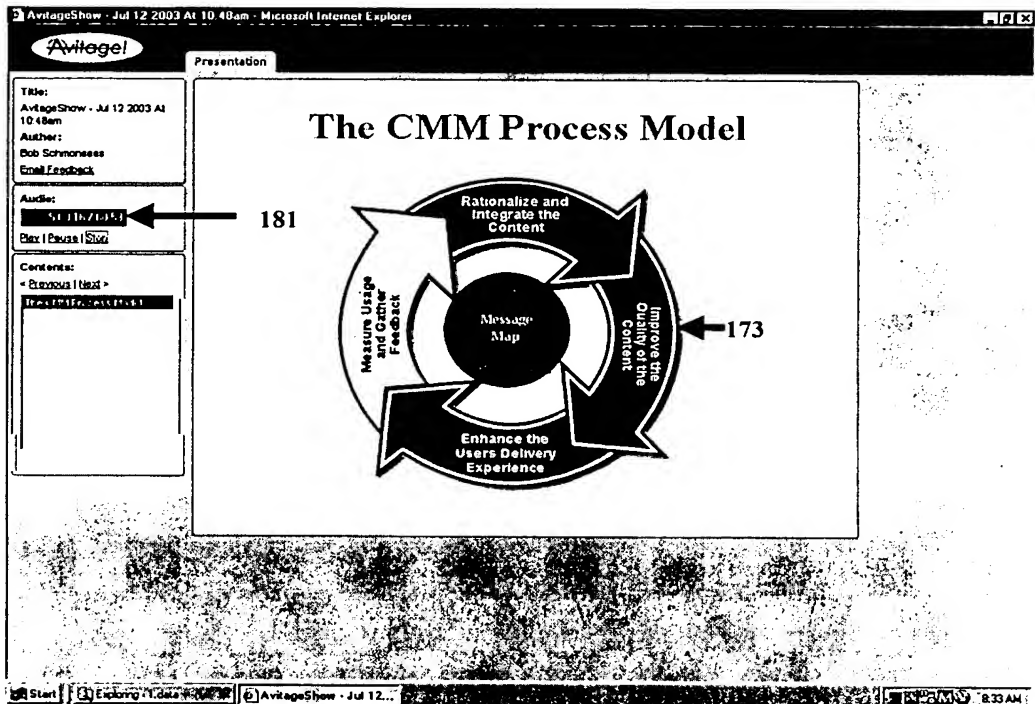 AvitageShow - Jul 12 2003 At 10.48am - Microsoft Internet Explorer
Avitage!
Presentation
Title:
AvitageShow - Jul 12 2003 At
10:48am
Author:
Bob Schmonsees
Email Feedback
Audio:
Play | Pause | Stop
Contents:
« Previous | Next »
181
The CMM Process Model
Rationalize and
Integrate the
Content
Improve the
Quality of the
Content
Enhance the
Users Delivery
Experience
Measure Usage
and Gather
Feedback
Message
Map
173
Start
AvitageShow - Jul 12...
8:33 AM